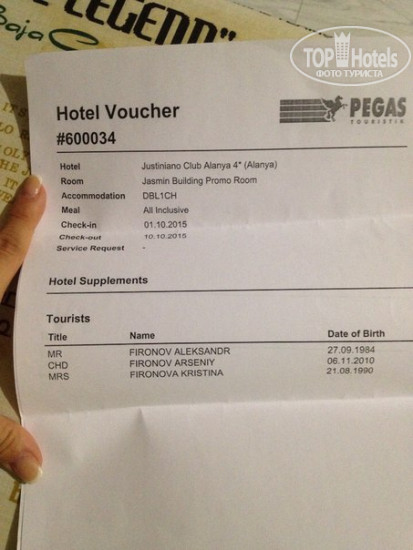 LEGEND"
Baja
TOP Hotels
ФОТО ТУРИСТА
Hotel Voucher
#600034
PEGAS
TOURISTIK
Hotel Justiniano Club Alanya 4* (Alanya)
Room Jasmin Building Promo Room
Accommodation DBL1CH
Meal All Inclusive
Check-in 01.10.2015
Check-out 10.10.2015
Service Request -
Hotel Supplements
Tourists
Title Name Date of Birth
MR FIRONOV ALEKSANDR 27.09.1984
CHD FIRONOV ARSENIY 06.11.2010
MRS FIRONOVA KRISTINA 21.08.1990